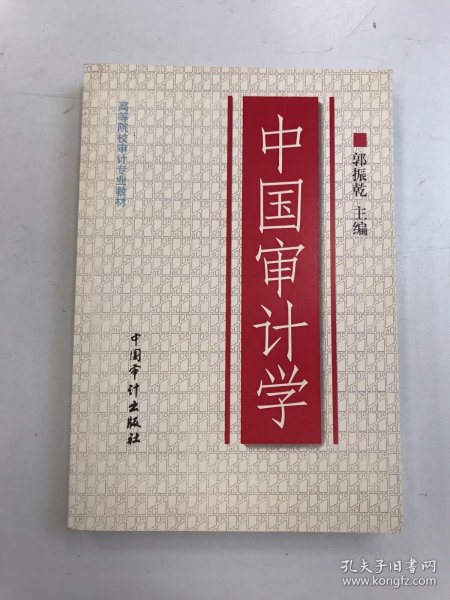 中国审计学
郭振乾 主编
高等院校审计专业教材
中国审计出版社
孔夫子旧书网
www.kongfz.com